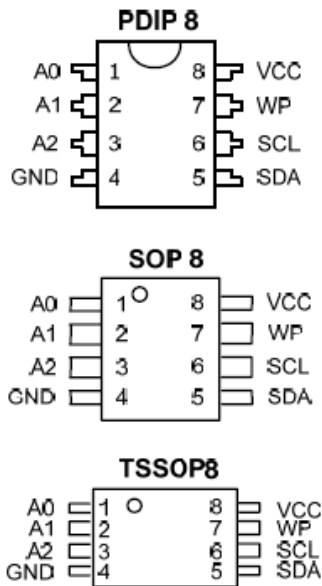 PDIP 8
A0 1 8 VCC
A1 2 7 WP
A2 3 6 SCL
GND 4 5 SDA
SOP 8
A0 1 8 VCC
A1 2 7 WP
A2 3 6 SCL
GND 4 5 SDA
TSSOP8
A0 1 8 VCC
A1 2 7 WP
A2 3 6 SCL
GND 4 5 SDA